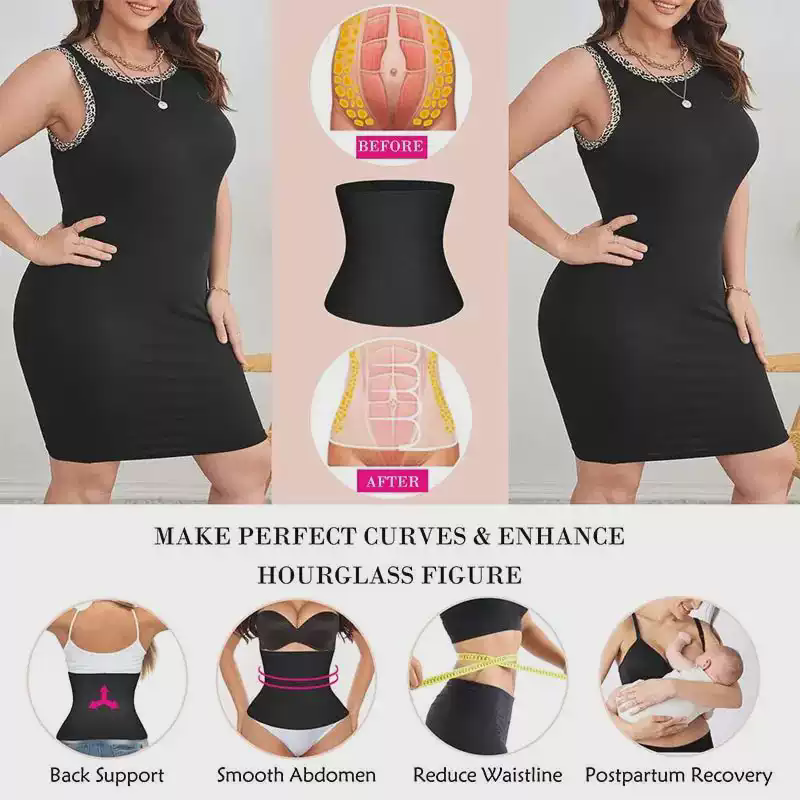 BEFORE
AFTER
MAKE PERFECT CURVES & ENHANCE
HOURGLASS FIGURE
Back Support
Smooth Abdomen
Reduce Waistline
Postpartum Recovery